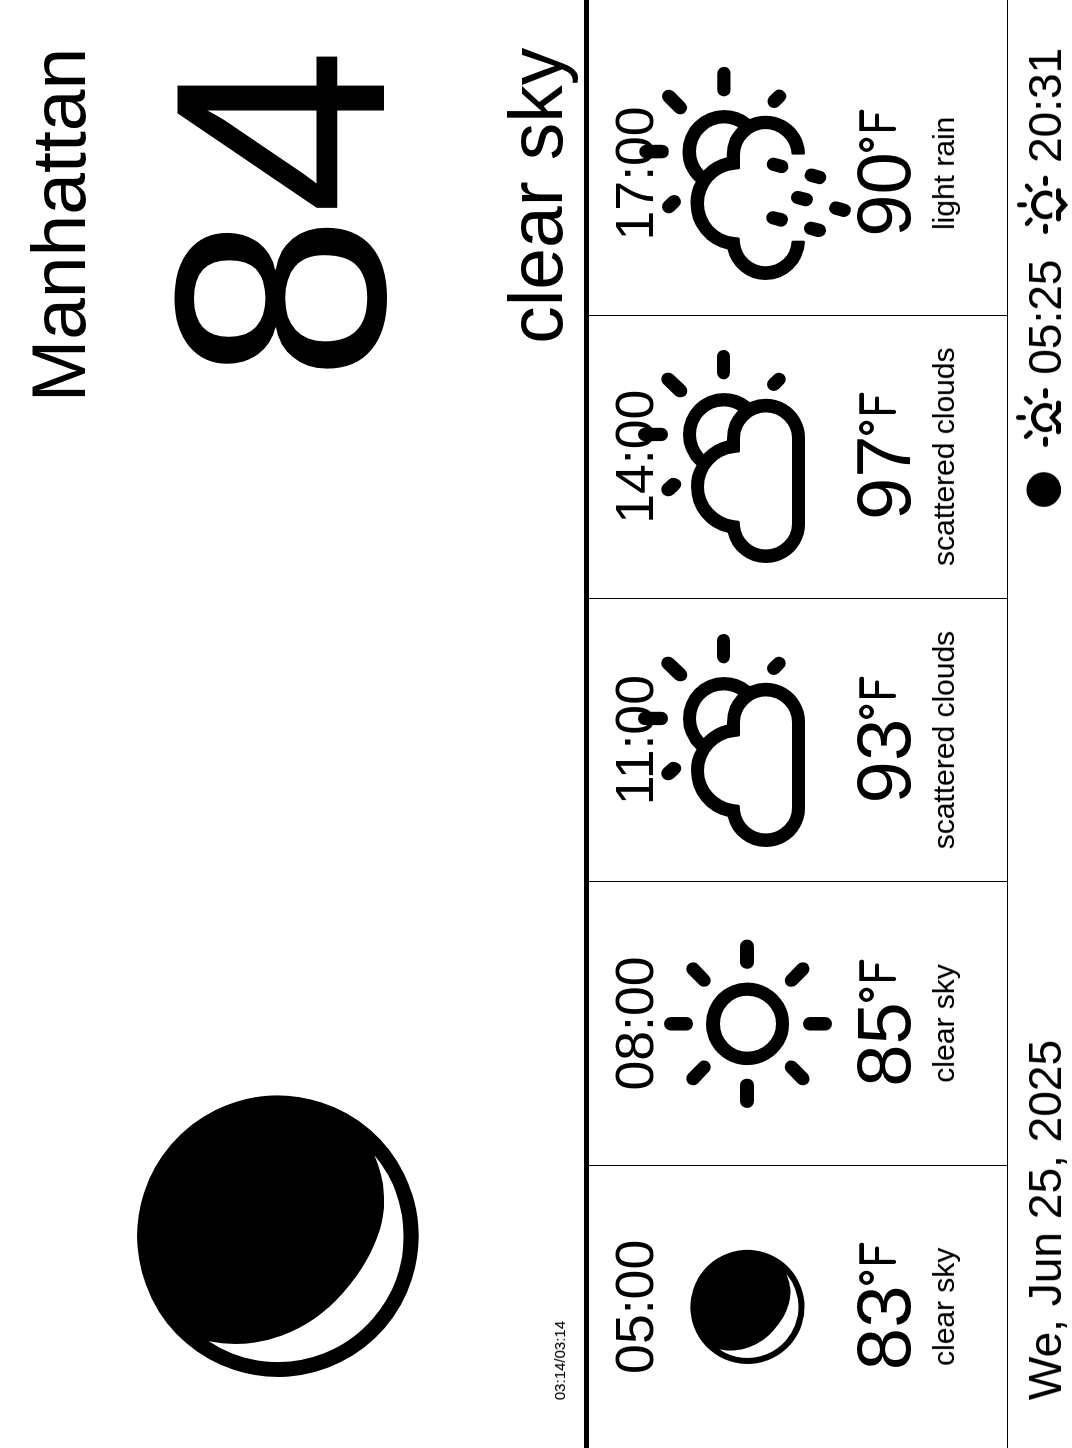 Manhattan
84
clear sky
03:14/03:14
05:00
83°F
clear sky
08:00
85°F
clear sky
11:00
93°F
scattered clouds
14:00
97°F
scattered clouds
17:00
90°F
light rain
We, Jun 25, 2025
05:25
20:31